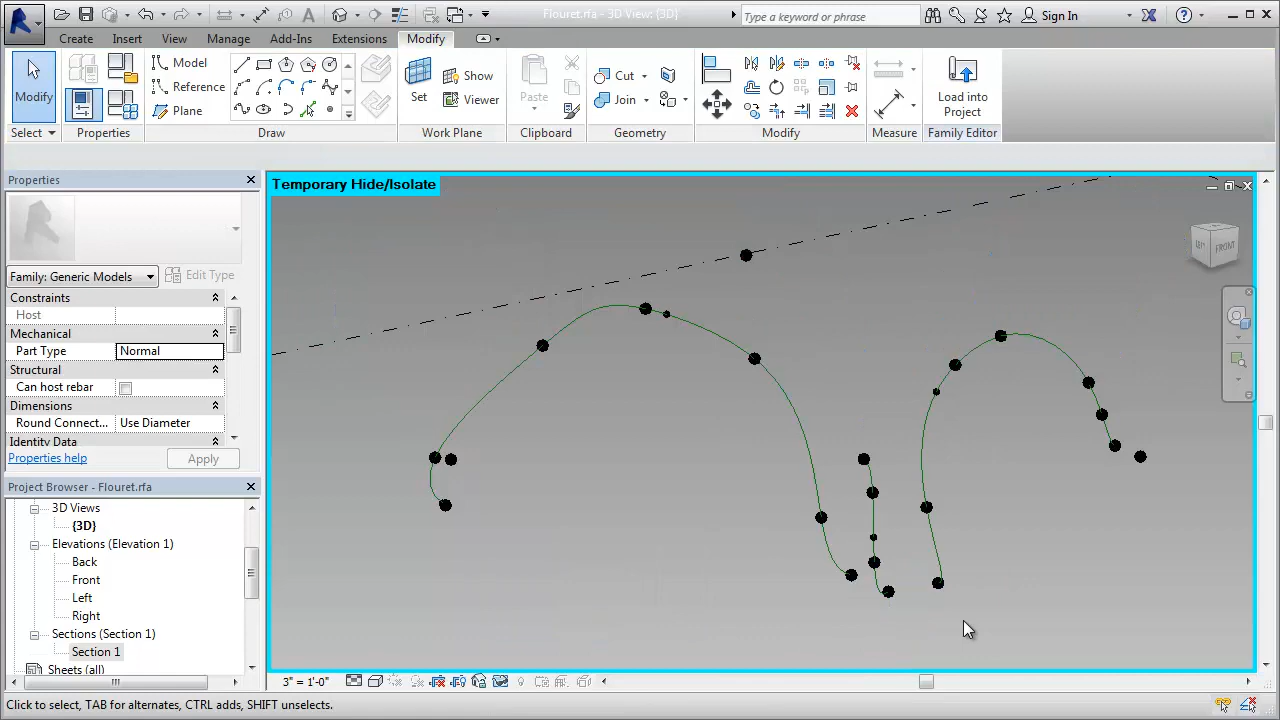 Flouret.rfa - 3D View: {3D}
Type a keyword or phrase
Sign In
Create
Insert
View
Manage
Add-Ins
Extensions
Modify
Modify
Select
Properties
Model
Reference
Plane
Draw
Set
Show
Viewer
Work Plane
Paste
Clipboard
Cut
Join
Geometry
Modify
Measure
Load into
Project
Family Editor
Properties
Family: Generic Models
Edit Type
Constraints
Host
Mechanical
Part Type
Normal
Structural
Can host rebar
Dimensions
Round Connect...
Use Diameter
Identity Data
Properties help
Apply
Project Browser - Flouret.rfa
3D Views
{3D}
Elevations (Elevation 1)
Back
Front
Left
Right
Sections (Section 1)
Section 1
Sheets (all)
Temporary Hide/Isolate
FRONT
3" = 1'-0"
Click to select, TAB for alternates, CTRL adds, SHIFT unselects.